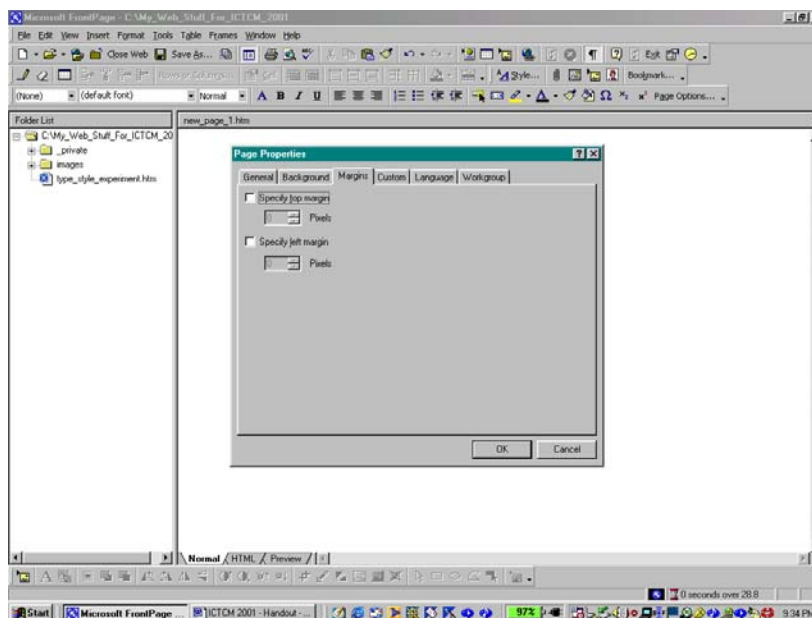 Microsoft FrontPage - C:\My_Web_Stuff_For_ICTCM_2001
File Edit View Insert Format Tools Table Frames Window Help
Close Web Save As... Exit
Style... Bookmark...
(None) (default font) Normal A B I U Page Options...
Folder List new_page_1.htm
C:\My_Web_Stuff_For_ICTCM_20
_private
images
type_style_experiment.htm
Page Properties
General Background Margins Custom Language Workgroup
Specify top margin
0 Pixels
Specify left margin
0 Pixels
OK Cancel
Normal HTML Preview
0 seconds over 28.8
Start Microsoft FrontPage ... ICTCM 2001 - Handout -... 97% 9:34 PM